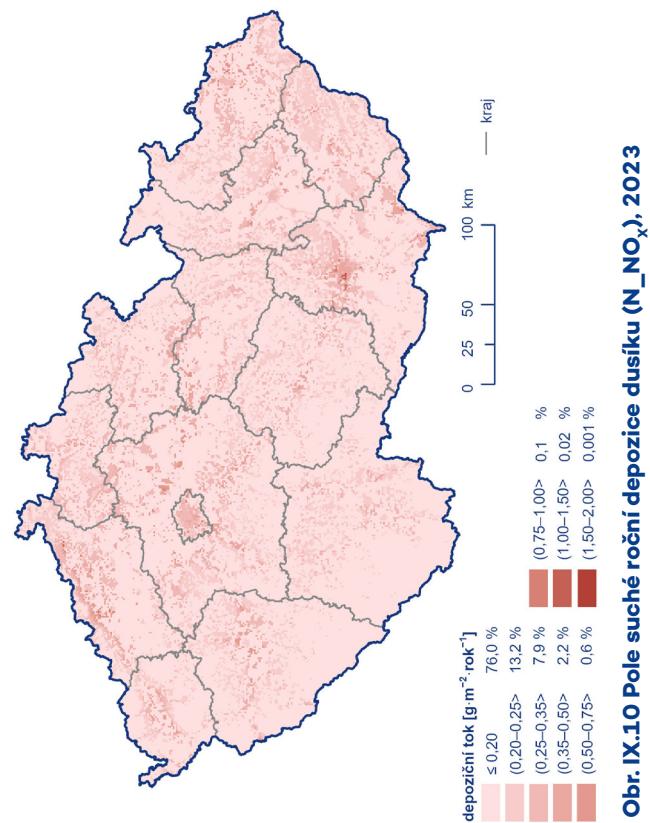 depoziční tok [g·m⁻²·rok⁻¹]
≤ 0,20 76,0 %
(0,20–0,25> 13,2 %
(0,25–0,35> 7,9 %
(0,35–0,50> 2,2 %
(0,50–0,75> 0,6 %
(0,75–1,00> 0,1 %
(1,00–1,50> 0,02 %
(1,50–2,00> 0,001 %
0 25 50 100 km
kraj
Obr. IX.10 Pole suché roční depozice dusíku (N_NOₓ), 2023